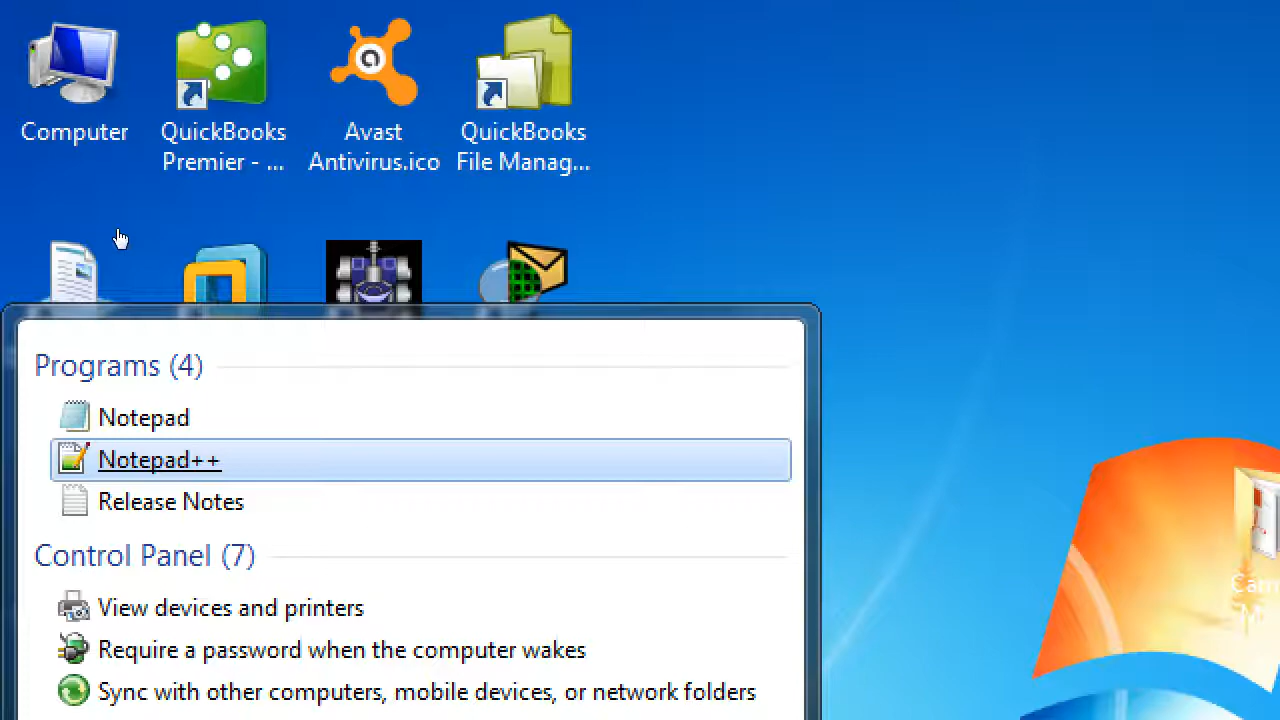 Computer
QuickBooks Premier - ...
Avast Antivirus.ico
QuickBooks File Manag...
Programs (4)
Notepad
Notepad++
Release Notes
Control Panel (7)
View devices and printers
Require a password when the computer wakes
Sync with other computers, mobile devices, or network folders